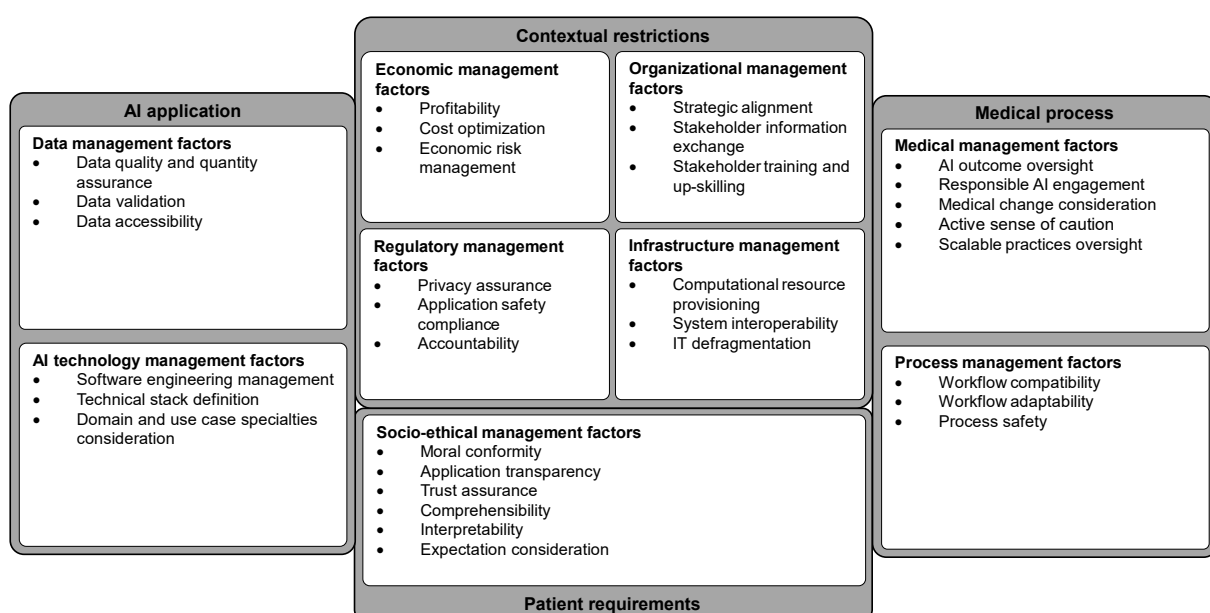 Contextual restrictions
Economic management
factors
• Profitability
• Cost optimization
• Economic risk
management
Organizational management
factors
• Strategic alignment
• Stakeholder information
exchange
• Stakeholder training and
up-skilling
Regulatory management
factors
• Privacy assurance
• Application safety
compliance
• Accountability
Infrastructure management
factors
• Computational resource
provisioning
• System interoperability
• IT defragmentation
AI application
Data management factors
• Data quality and quantity
assurance
• Data validation
• Data accessibility
AI technology management factors
• Software engineering management
• Technical stack definition
• Domain and use case specialties
consideration
Medical process
Medical management factors
• AI outcome oversight
• Responsible AI engagement
• Medical change consideration
• Active sense of caution
• Scalable practices oversight
Process management factors
• Workflow compatibility
• Workflow adaptability
• Process safety
Socio-ethical management factors
• Moral conformity
• Application transparency
• Trust assurance
• Comprehensibility
• Interpretability
• Expectation consideration
Patient requirements